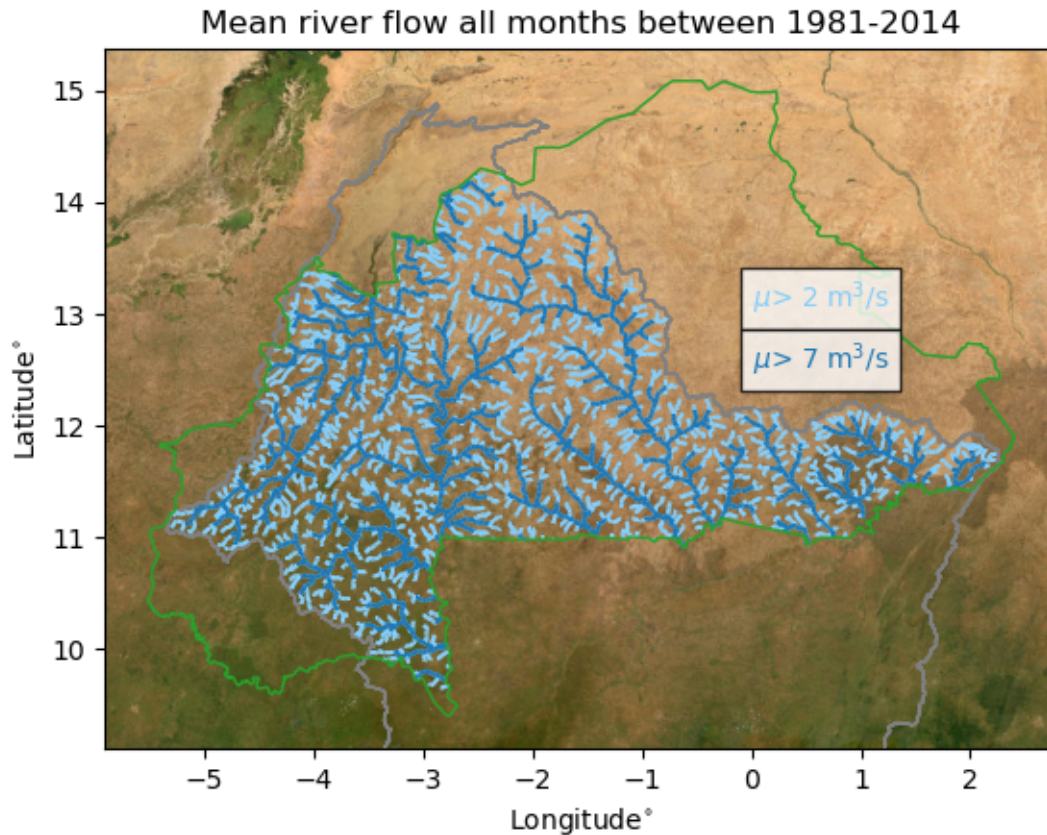 Mean river flow all months between 1981-2014
15
14
13
12
11
10
Latitude°
μ> 2 m³/s
μ> 7 m³/s
−5 −4 −3 −2 −1 0 1 2
Longitude°